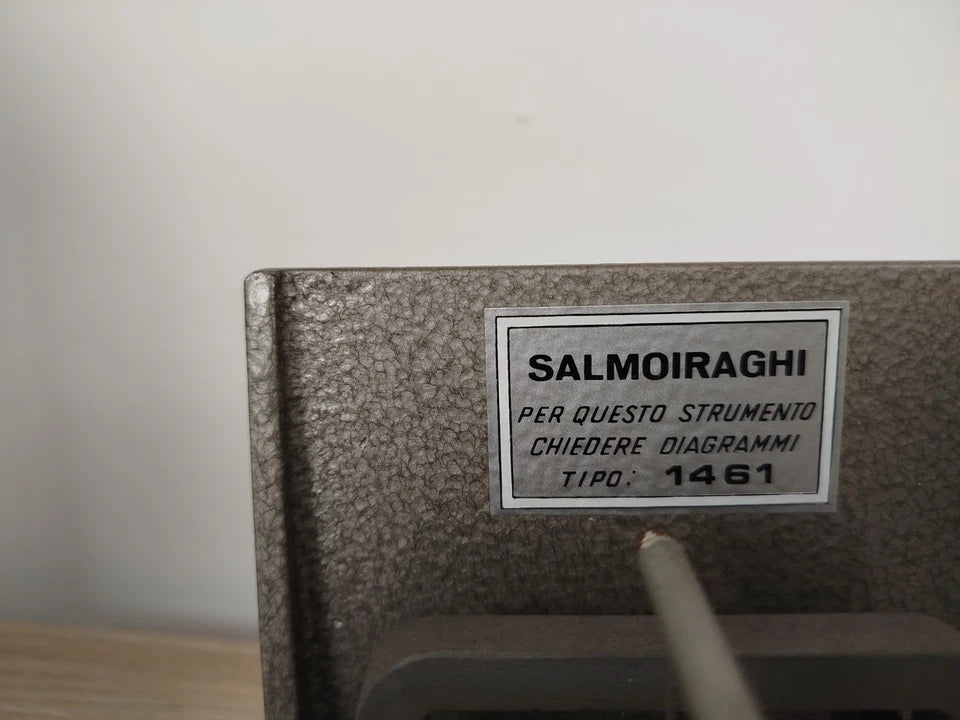 SALMOIRAGHI
PER QUESTO STRUMENTO
CHIEDERE DIAGRAMMI
TIPO: 1461